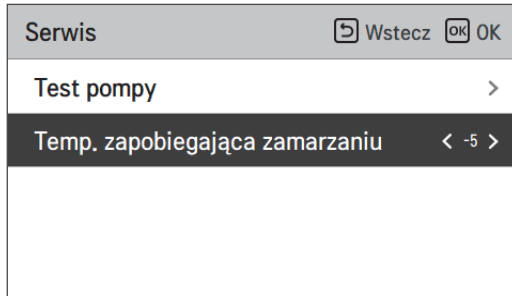 Serwis Wstecz OK OK
Test pompy >
Temp. zapobiegająca zamarzaniu < -5 >